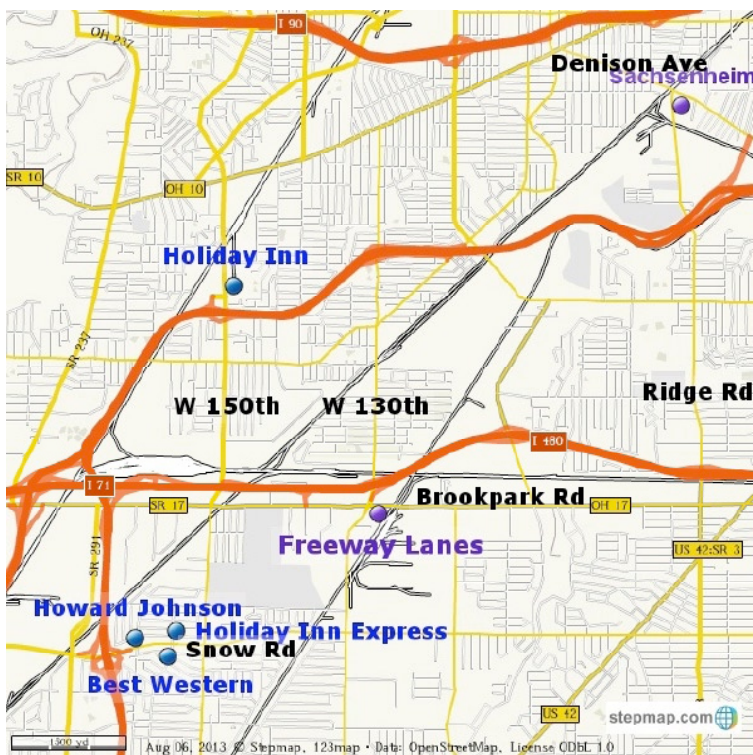 I 90
OH 237
Denison Ave
Sachsenheim
SR 10
OH 10
Holiday Inn
SR 237
W 150th
W 130th
Ridge Rd
I 480
I 71
SR 17
Brookpark Rd
OH 17
Freeway Lanes
SR 291
US 42:SR 3
Howard Johnson
Holiday Inn Express
Snow Rd
Best Western
US 42
stepmap.com
1500 yd
Aug 06, 2013 © Stepmap, 123map • Data: OpenStreetMap, License ODbL 1.0